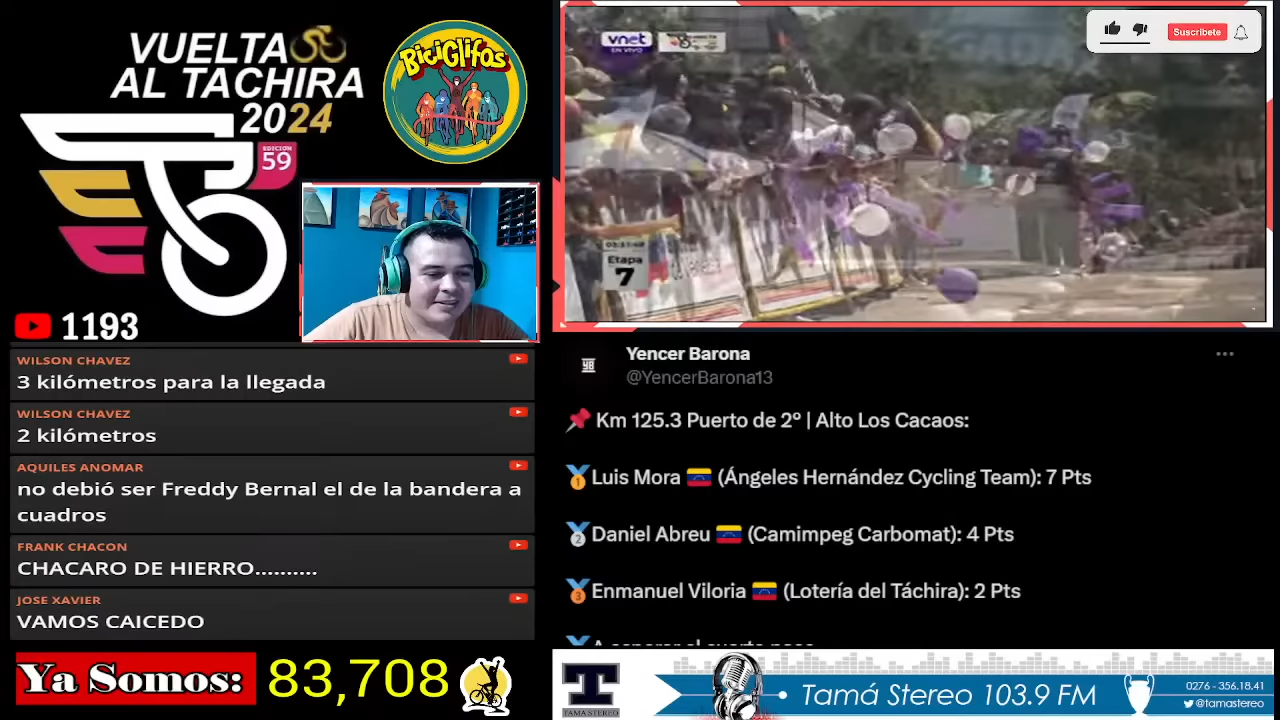 VUELTA
AL TACHIRA
2024
EDICION
59
BiciGlifos
1193
WILSON CHAVEZ
3 kilómetros para la llegada
WILSON CHAVEZ
2 kilómetros
AQUILES ANOMAR
no debió ser Freddy Bernal el de la bandera a
cuadros
FRANK CHACON
CHACARO DE HIERRO..........
JOSE XAVIER
VAMOS CAICEDO
Ya Somos: 83,708
vnet
EN VIVO
Suscríbete
Etapa
7
Yencer Barona
@YencerBarona13
Km 125.3 Puerto de 2º | Alto Los Cacaos:
Luis Mora (Ángeles Hernández Cycling Team): 7 Pts
Daniel Abreu (Camimpeg Carbomat): 4 Pts
Enmanuel Viloria (Lotería del Táchira): 2 Pts
T
TAMA STEREO
Tamá Stereo 103.9 FM
0276 - 356.18.41
@tamastereo